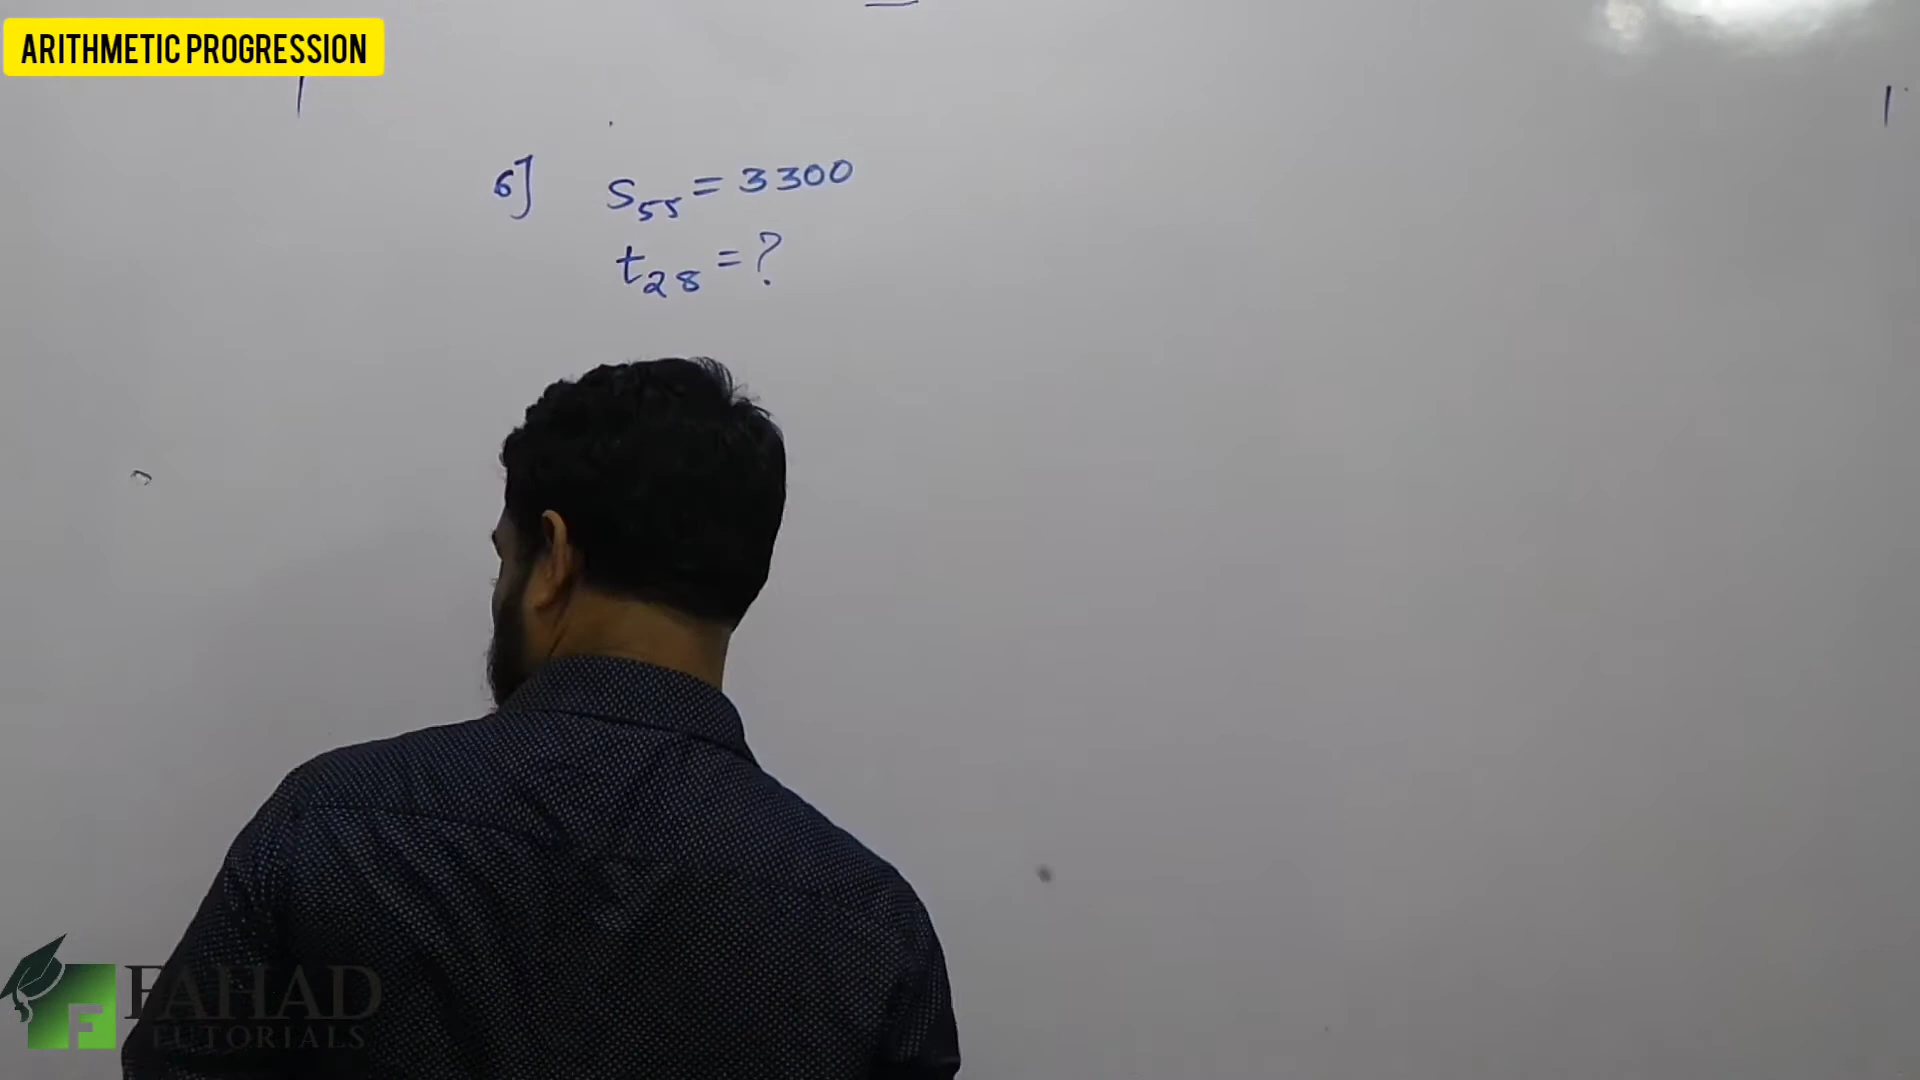 ARITHMETIC PROGRESSION
6] S₅₅ = 3300
t₂₈ = ?
FAHAD
TUTORIALS